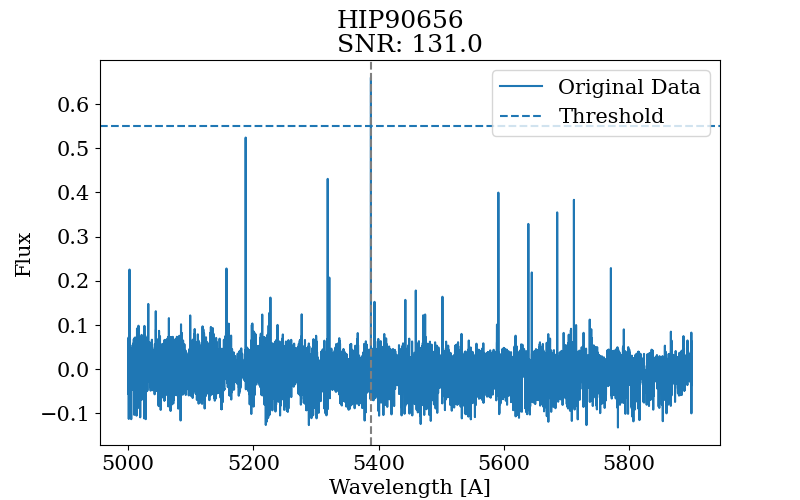 HIP90656
SNR: 131.0
Original Data
Threshold
Flux
0.6
0.5
0.4
0.3
0.2
0.1
0.0
−0.1
5000 5200 5400 5600 5800
Wavelength [A]